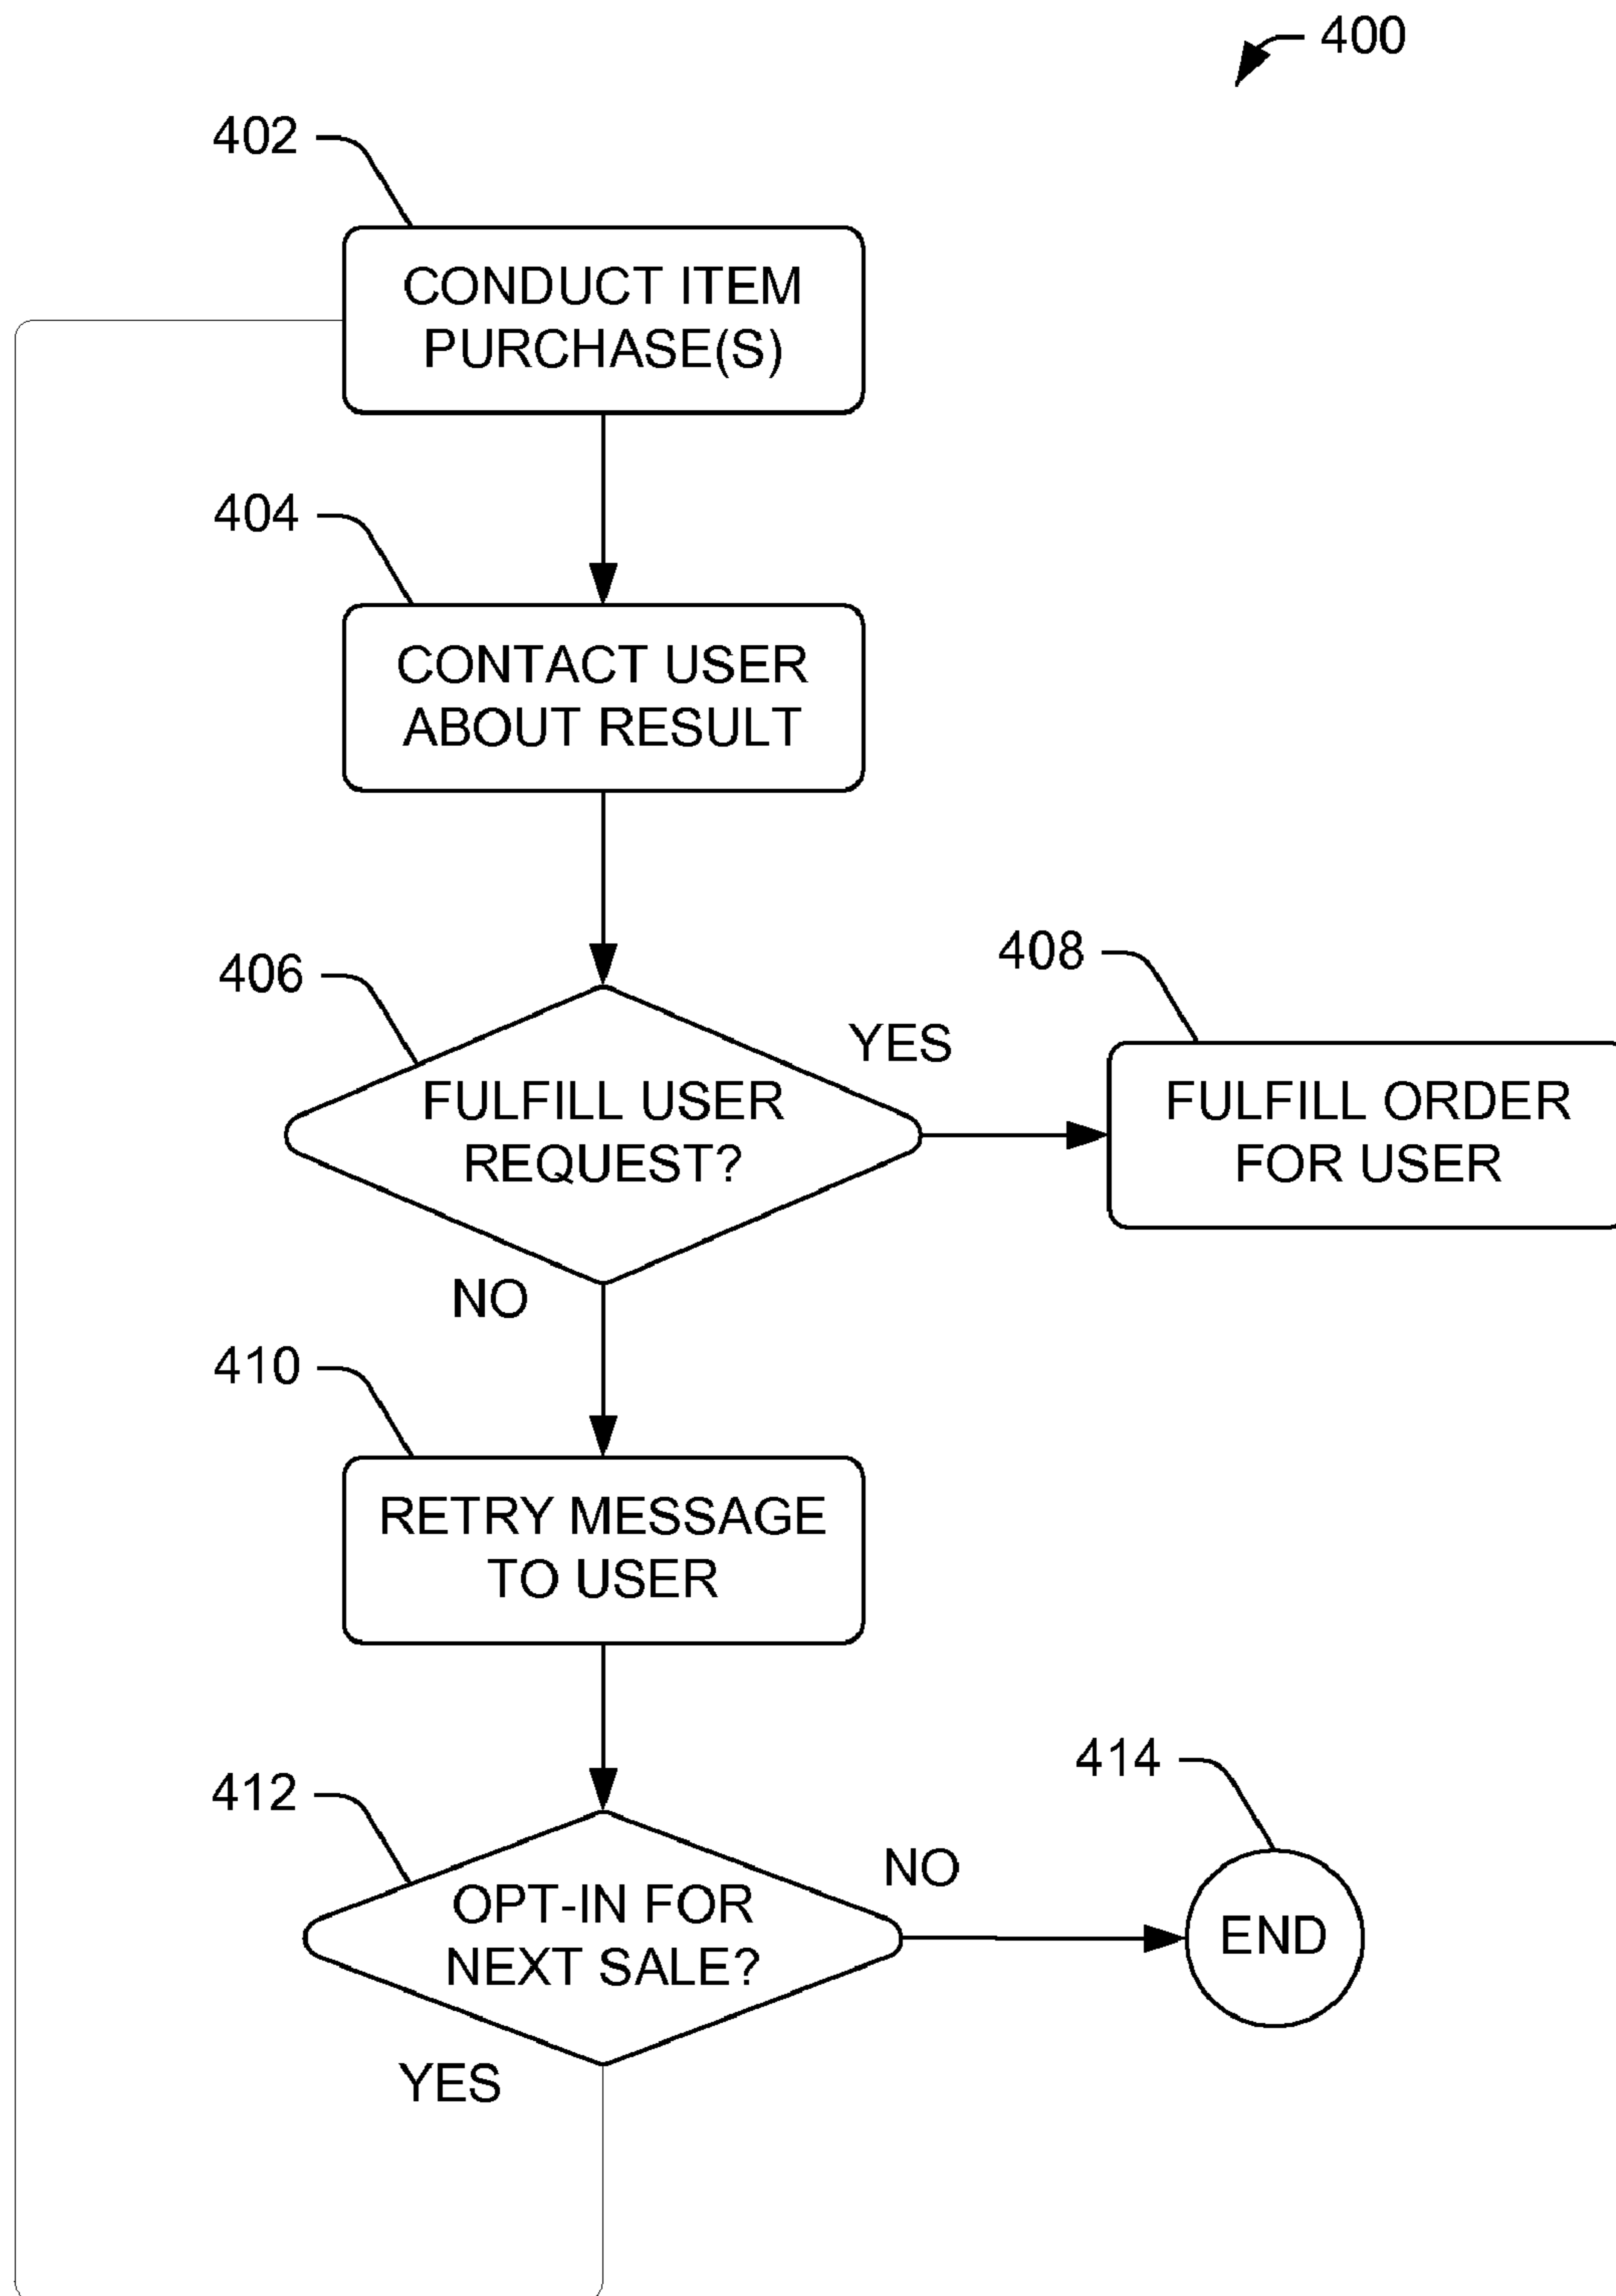 400
402
CONDUCT ITEM
PURCHASE(S)
404
CONTACT USER
ABOUT RESULT
406
FULFILL USER
REQUEST?
YES
408
FULFILL ORDER
FOR USER
NO
410
RETRY MESSAGE
TO USER
412
OPT-IN FOR
NEXT SALE?
NO
414
END
YES